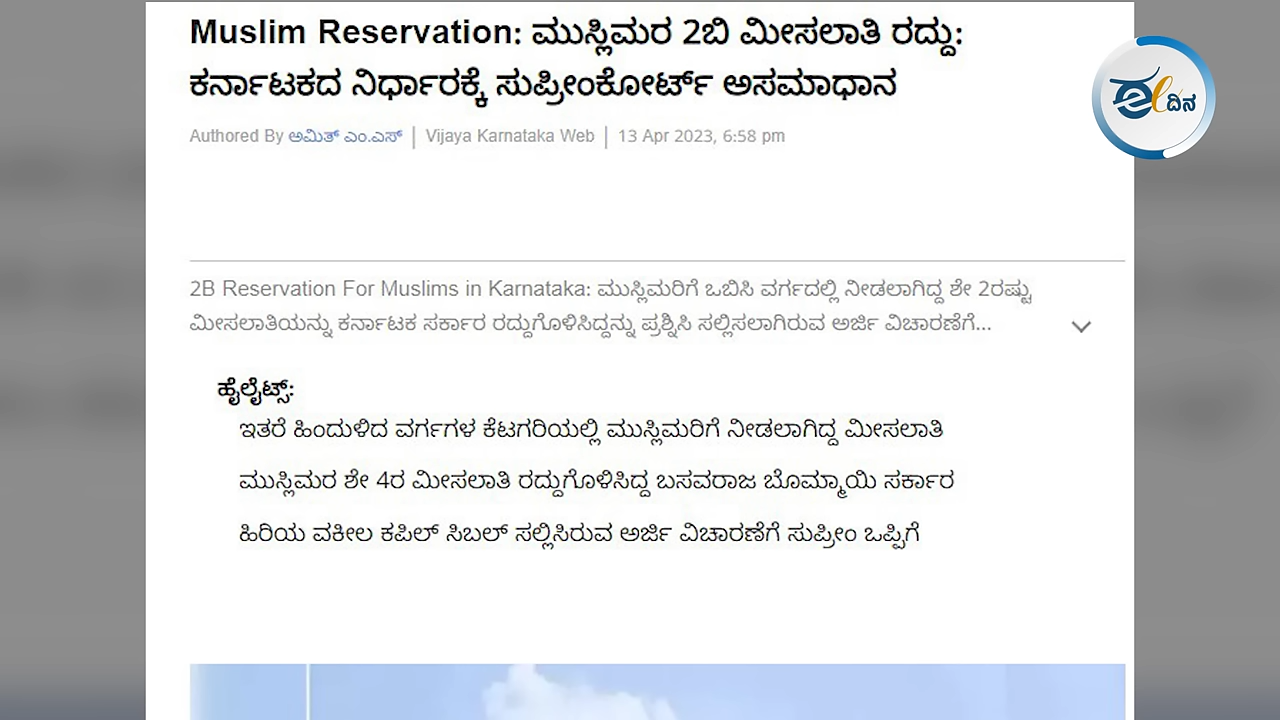 Muslim Reservation: ಮುಸ್ಲಿಮರ 2ಬಿ ಮೀಸಲಾತಿ ರದ್ದು:
ಕರ್ನಾಟಕದ ನಿರ್ಧಾರಕ್ಕೆ ಸುಪ್ರೀಂಕೋರ್ಟ್ ಅಸಮಾಧಾನ
Authored By ಅಮಿತ್ ಎಂ.ಎಸ್ | Vijaya Karnataka Web | 13 Apr 2023, 6:58 pm
eeದಿನ
2B Reservation For Muslims in Karnataka: ಮುಸ್ಲಿಮರಿಗೆ ಒಬಿಸಿ ವರ್ಗದಲ್ಲಿ ನೀಡಲಾಗಿದ್ದ ಶೇ 2ರಷ್ಟು
ಮೀಸಲಾತಿಯನ್ನು ಕರ್ನಾಟಕ ಸರ್ಕಾರ ರದ್ದುಗೊಳಿಸಿದ್ದನ್ನು ಪ್ರಶ್ನಿಸಿ ಸಲ್ಲಿಸಲಾಗಿರುವ ಅರ್ಜಿ ವಿಚಾರಣೆಗೆ...
ಹೈಲೈಟ್ಸ್:
ಇತರೆ ಹಿಂದುಳಿದ ವರ್ಗಗಳ ಕೆಟಗರಿಯಲ್ಲಿ ಮುಸ್ಲಿಮರಿಗೆ ನೀಡಲಾಗಿದ್ದ ಮೀಸಲಾತಿ
ಮುಸ್ಲಿಮರ ಶೇ 4ರ ಮೀಸಲಾತಿ ರದ್ದುಗೊಳಿಸಿದ್ದ ಬಸವರಾಜ ಬೊಮ್ಮಾಯಿ ಸರ್ಕಾರ
ಹಿರಿಯ ವಕೀಲ ಕಪಿಲ್ ಸಿಬಲ್ ಸಲ್ಲಿಸಿರುವ ಅರ್ಜಿ ವಿಚಾರಣೆಗೆ ಸುಪ್ರೀಂ ಒಪ್ಪಿಗೆ